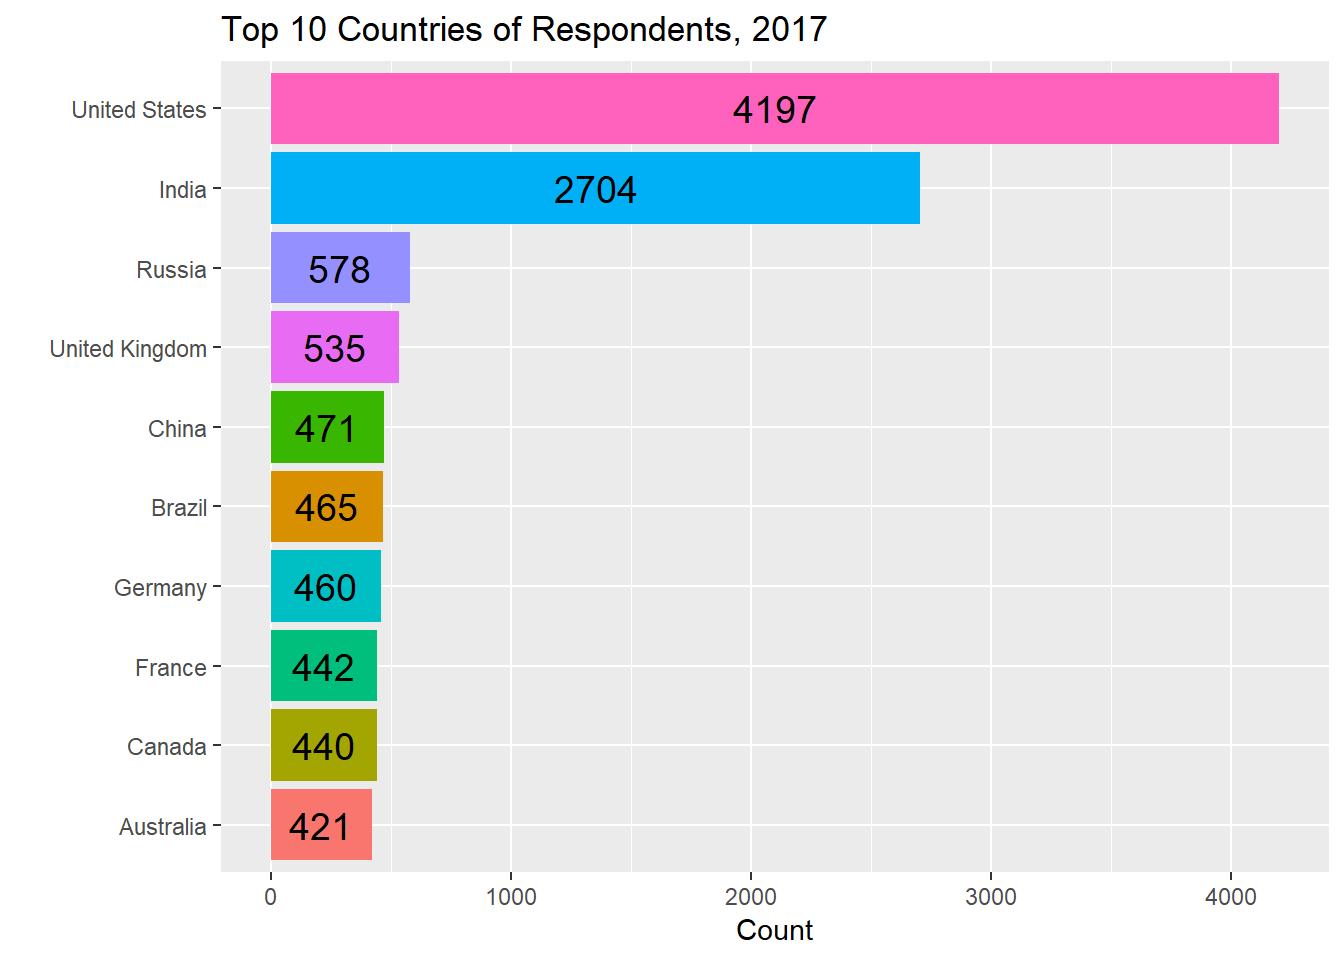 Top 10 Countries of Respondents, 2017
United States 4197
India 2704
Russia 578
United Kingdom 535
China 471
Brazil 465
Germany 460
France 442
Canada 440
Australia 421
0 1000 2000 3000 4000
Count